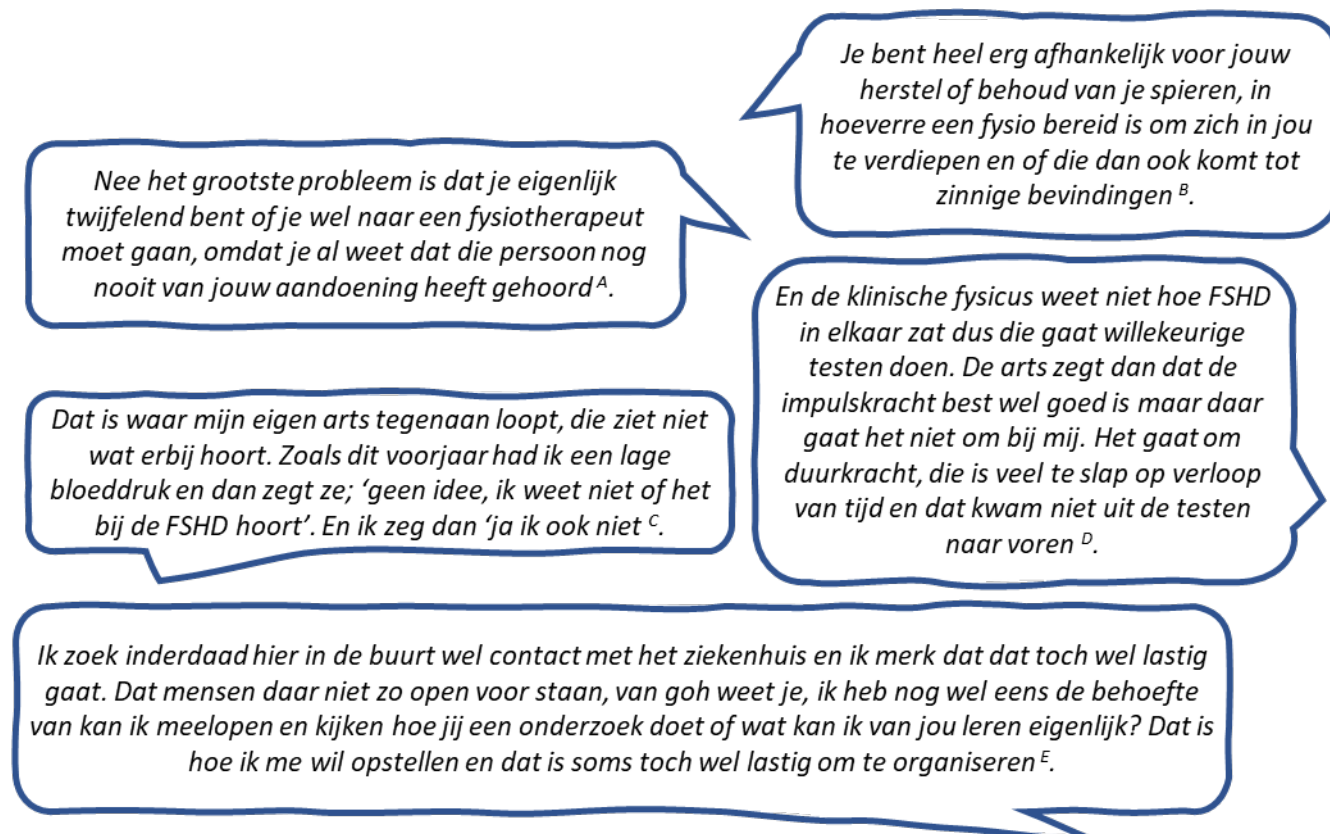 Je bent heel erg afhankelijk voor jouw
herstel of behoud van je spieren, in
hoeverre een fysio bereid is om zich in jou
te verdiepen en of die dan ook komt tot
zinnige bevindingen B.
Nee het grootste probleem is dat je eigenlijk
twijfelend bent of je wel naar een fysiotherapeut
moet gaan, omdat je al weet dat die persoon nog
nooit van jouw aandoening heeft gehoord A.
En de klinische fysicus weet niet hoe FSHD
in elkaar zat dus die gaat willekeurige
testen doen. De arts zegt dan dat de
impulskracht best wel goed is maar daar
gaat het niet om bij mij. Het gaat om
duurkracht, die is veel te slap op verloop
van tijd en dat kwam niet uit de testen
naar voren D.
Dat is waar mijn eigen arts tegenaan loopt, die ziet niet
wat erbij hoort. Zoals dit voorjaar had ik een lage
bloeddruk en dan zegt ze; ‘geen idee, ik weet niet of het
bij de FSHD hoort’. En ik zeg dan ‘ja ik ook niet C.
Ik zoek inderdaad hier in de buurt wel contact met het ziekenhuis en ik merk dat dat toch wel lastig
gaat. Dat mensen daar niet zo open voor staan, van goh weet je, ik heb nog wel eens de behoefte
van kan ik meelopen en kijken hoe jij een onderzoek doet of wat kan ik van jou leren eigenlijk? Dat is
hoe ik me wil opstellen en dat is soms toch wel lastig om te organiseren E.